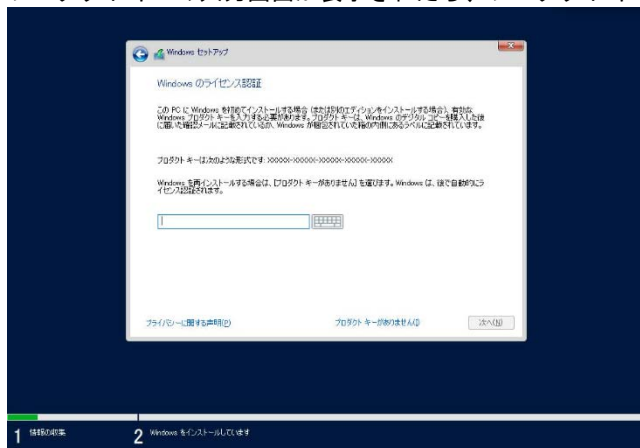 Windows セットアップ
Windows のライセンス認証
この PC に Windows を初めてインストールする場合 (または別のエディションをインストールする場合)、有効な
Windows プロダクト キーを入力する必要があります。プロダクト キーは、Windows のデジタル コピーを購入した後
に届いた確認メールに記載されているか、Windows が梱包されていた箱の内側にあるラベルに記載されています。
プロダクト キーは次のような形式です: XXXXX-XXXXX-XXXXX-XXXXX-XXXXX
Windows を再インストールする場合は、[プロダクト キーがありません] を選びます。Windows は、後で自動的にラ
イセンス認証されます。
プライバシーに関する声明(P)
プロダクト キーがありません(I)
次へ(N)
1 情報の収集
2 Windows をインストールしています